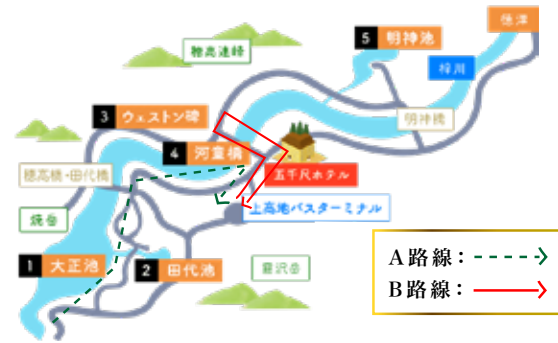 徳澤
5 明神池
穂高連峰
梓川
3 ウェストン碑
明神橋
4 河童橋
穂高橋・田代橋
五千尺ホテル
上高地バスターミナル
焼岳
1 大正池
2 田代池
霞沢岳
A路線：
B路線：